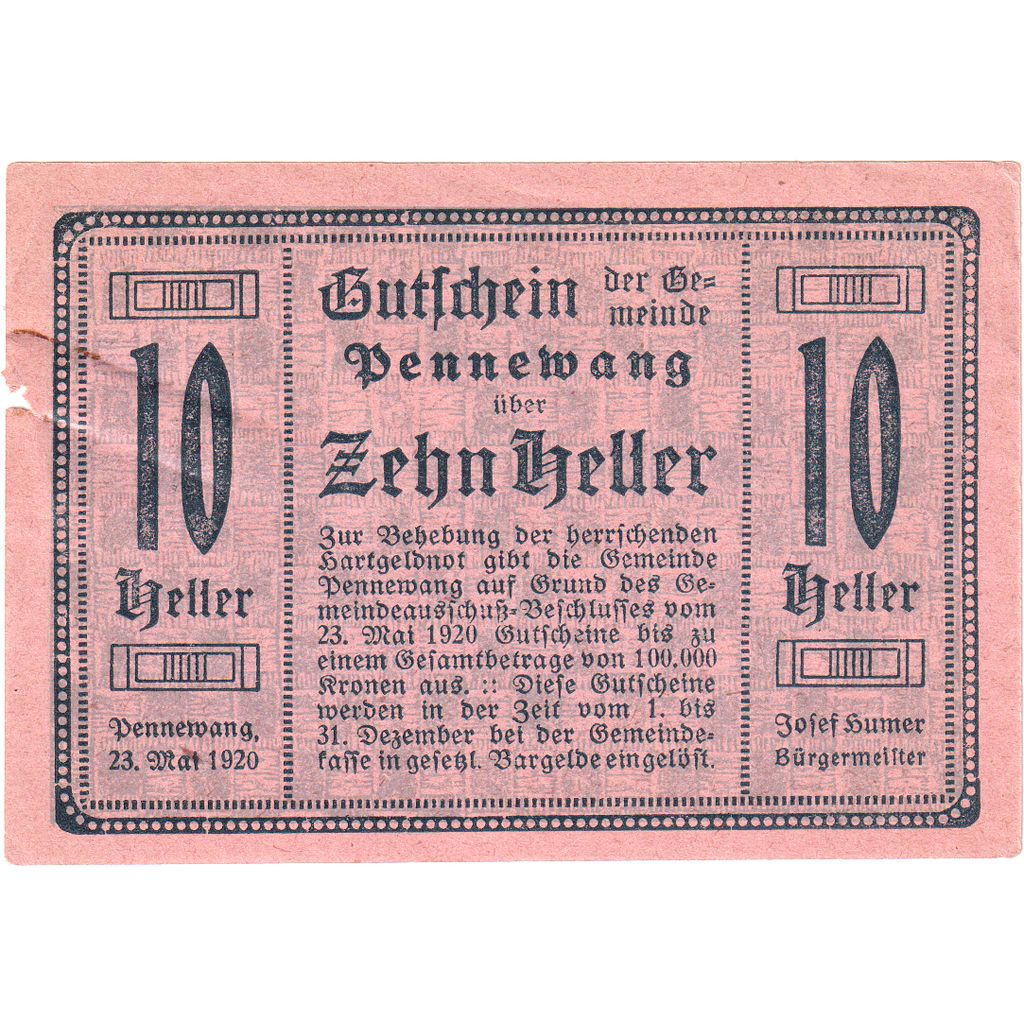 10
Heller
Pennewang,
23. Mai 1920
Gutschein der Ge=
meinde
Pennewang
über
Zehn Heller
Zur Behebung der herrschenden
Hartgeldnot gibt die Gemeinde
Pennewang auf Grund des Ge-
meindeausschuß-Beschlusses vom
23. Mai 1920 Gutscheine bis zu
einem Gesamtbetrage von 100.000
Kronen aus. :: Diese Gutscheine
werden in der Zeit vom 1. bis
31. Dezember bei der Gemeinde-
kasse in gesetzl. Bargelde eingelöst.
10
Heller
Josef Humer
Bürgermeister